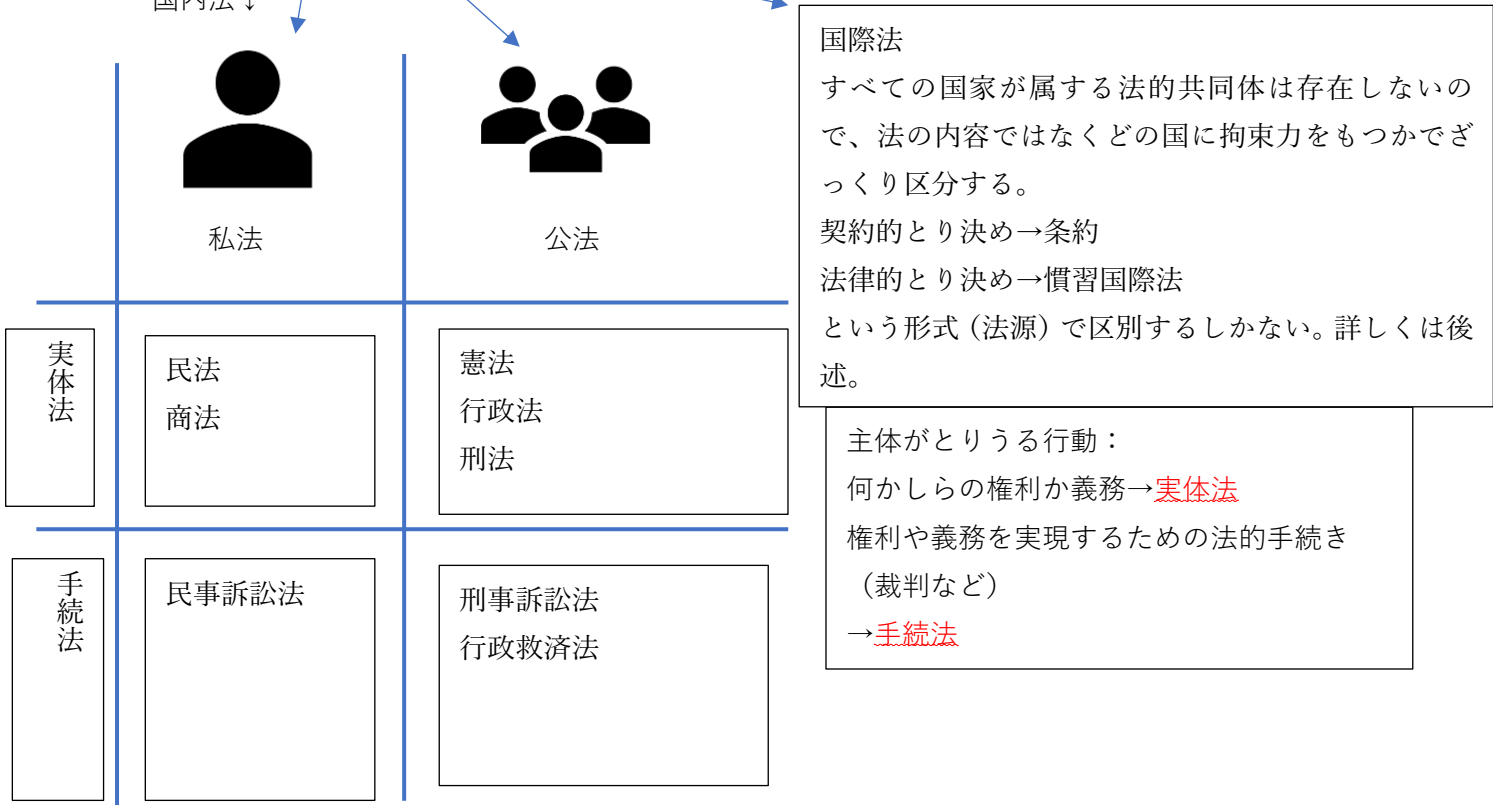 国内法↓
私法
公法
実体法
民法
商法
憲法
行政法
刑法
手続法
民事訴訟法
刑事訴訟法
行政救済法
国際法
すべての国家が属する法的共同体は存在しないの
で、法の内容ではなくどの国に拘束力をもつかでざ
っくり区分する。
契約的とり決め→条約
法律的とり決め→慣習国際法
という形式（法源）で区別するしかない。詳しくは後
述。
主体がとりうる行動：
何かしらの権利か義務→実体法
権利や義務を実現するための法的手続き
（裁判など）
→手続法